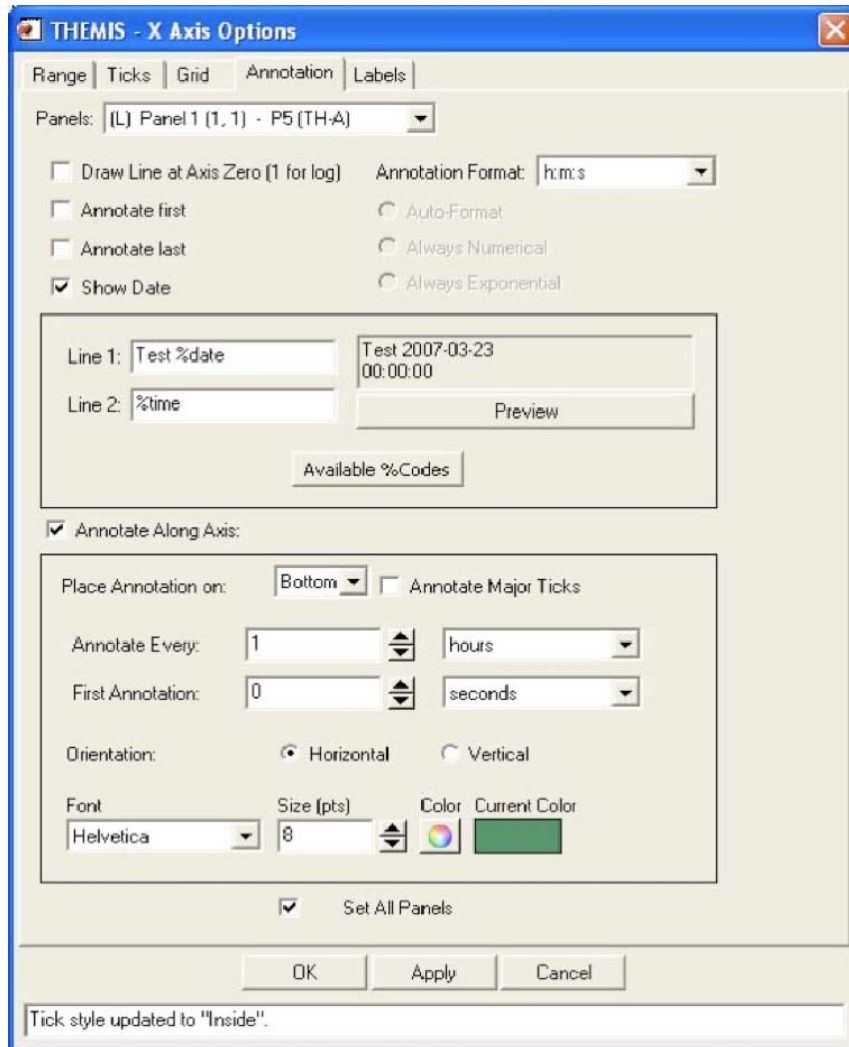 THEMIS - X Axis Options
Range Ticks Grid Annotation Labels
Panels: (L) Panel 1 (1, 1) - P5 (TH-A)
Draw Line at Axis Zero (1 for log) Annotation Format: h:m:s
Annotate first Auto-Format
Annotate last Always Numerical
Show Date Always Exponential
Line 1: Test %date Test 2007-03-23
00:00:00
Line 2: %time Preview
Available %Codes
Annotate Along Axis:
Place Annotation on: Bottom Annotate Major Ticks
Annotate Every: 1 hours
First Annotation: 0 seconds
Orientation: Horizontal Vertical
Font Size (pts) Color Current Color
Helvetica 8
Set All Panels
OK Apply Cancel
Tick style updated to "Inside".